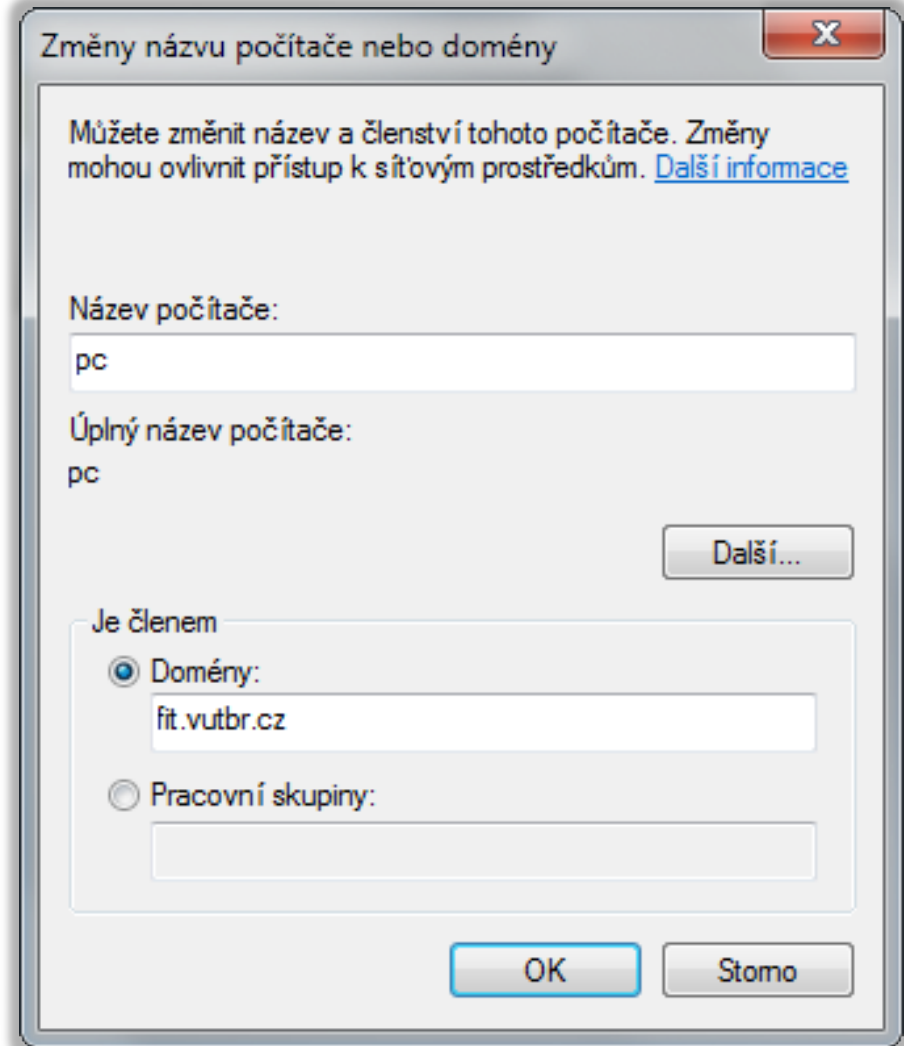 Změny názvu počítače nebo domény
Můžete změnit název a členství tohoto počítače. Změny
mohou ovlivnit přístup k síťovým prostředkům. Další informace
Název počítače:
pc
Úplný název počítače:
pc
Další...
Je členem
Domény:
fit.vutbr.cz
Pracovní skupiny:
OK
Storno